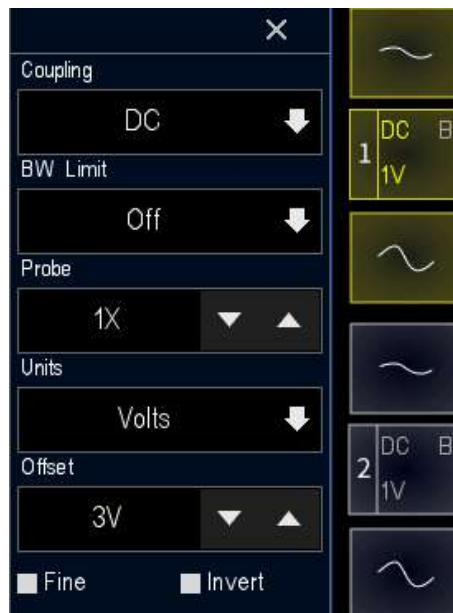 Coupling
DC
BW Limit
Off
Probe
1X
Units
Volts
Offset
3V
Fine
Invert
DC B
1
1V
DC B
2
1V